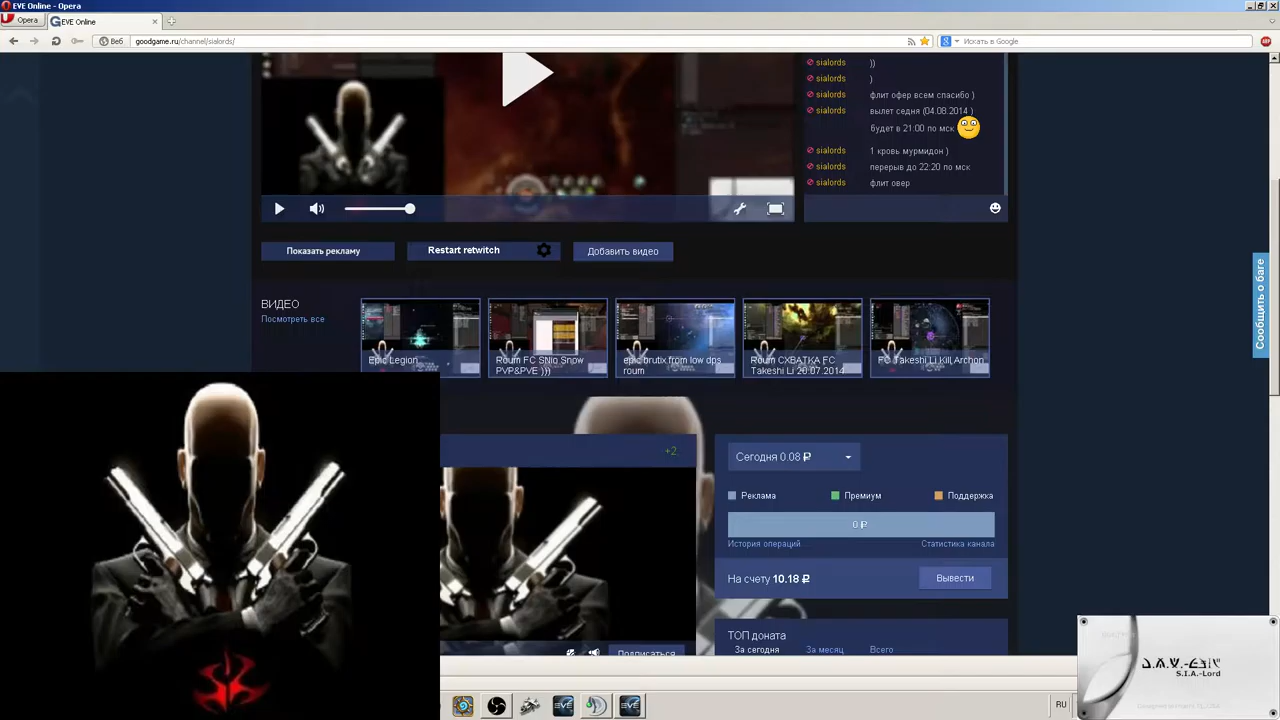 EVE Online - Opera
Opera
EVE Online
Веб
goodgame.ru/channel/sialords/
Искать в Google
sialords ))
sialords )
sialords флит офер всем спасибо )
sialords вылет седня (04.08.2014 )
будет в 21:00 по мск
sialords 1 кровь мурмидон )
sialords перерыв до 22:20 по мск
sialords флит овер
Показать рекламу
Restart retwitch
Добавить видео
Сообщить о баге
ВИДЕО
Посмотреть все
Epic Legion
Roum FC SNiq Snow
PVP&PVE )))
epic brutix from low dps
roum
Roum СХВАТКА FC
Takeshi Li 20.07.2014
FC Takeshi Li Kill Archon
+2
Сегодня 0.08 ₽
Реклама
Премиум
Поддержка
0 ₽
История операций
Статистика канала
На счету 10.18 ₽
Вывести
ТОП доната
За сегодня
За месяц
Всего
Подписаться
S.I.A.-Lord
EVE
EVE
RU